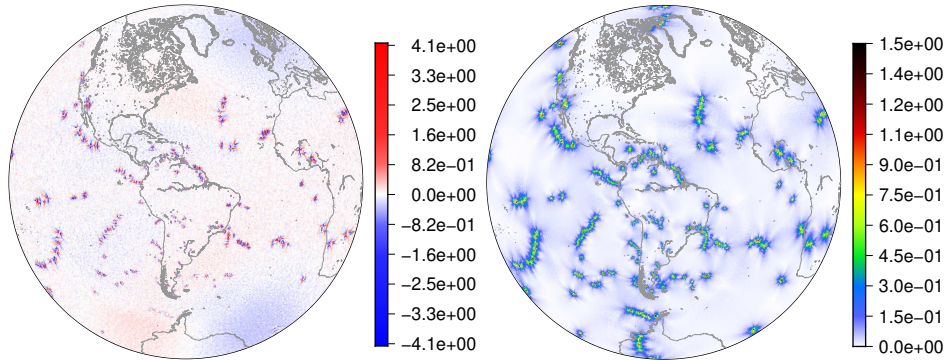 4.1e+00
3.3e+00
2.5e+00
1.6e+00
8.2e−01
0.0e+00
−8.2e−01
−1.6e+00
−2.5e+00
−3.3e+00
−4.1e+00
1.5e+00
1.4e+00
1.2e+00
1.1e+00
9.0e−01
7.5e−01
6.0e−01
4.5e−01
3.0e−01
1.5e−01
0.0e+00